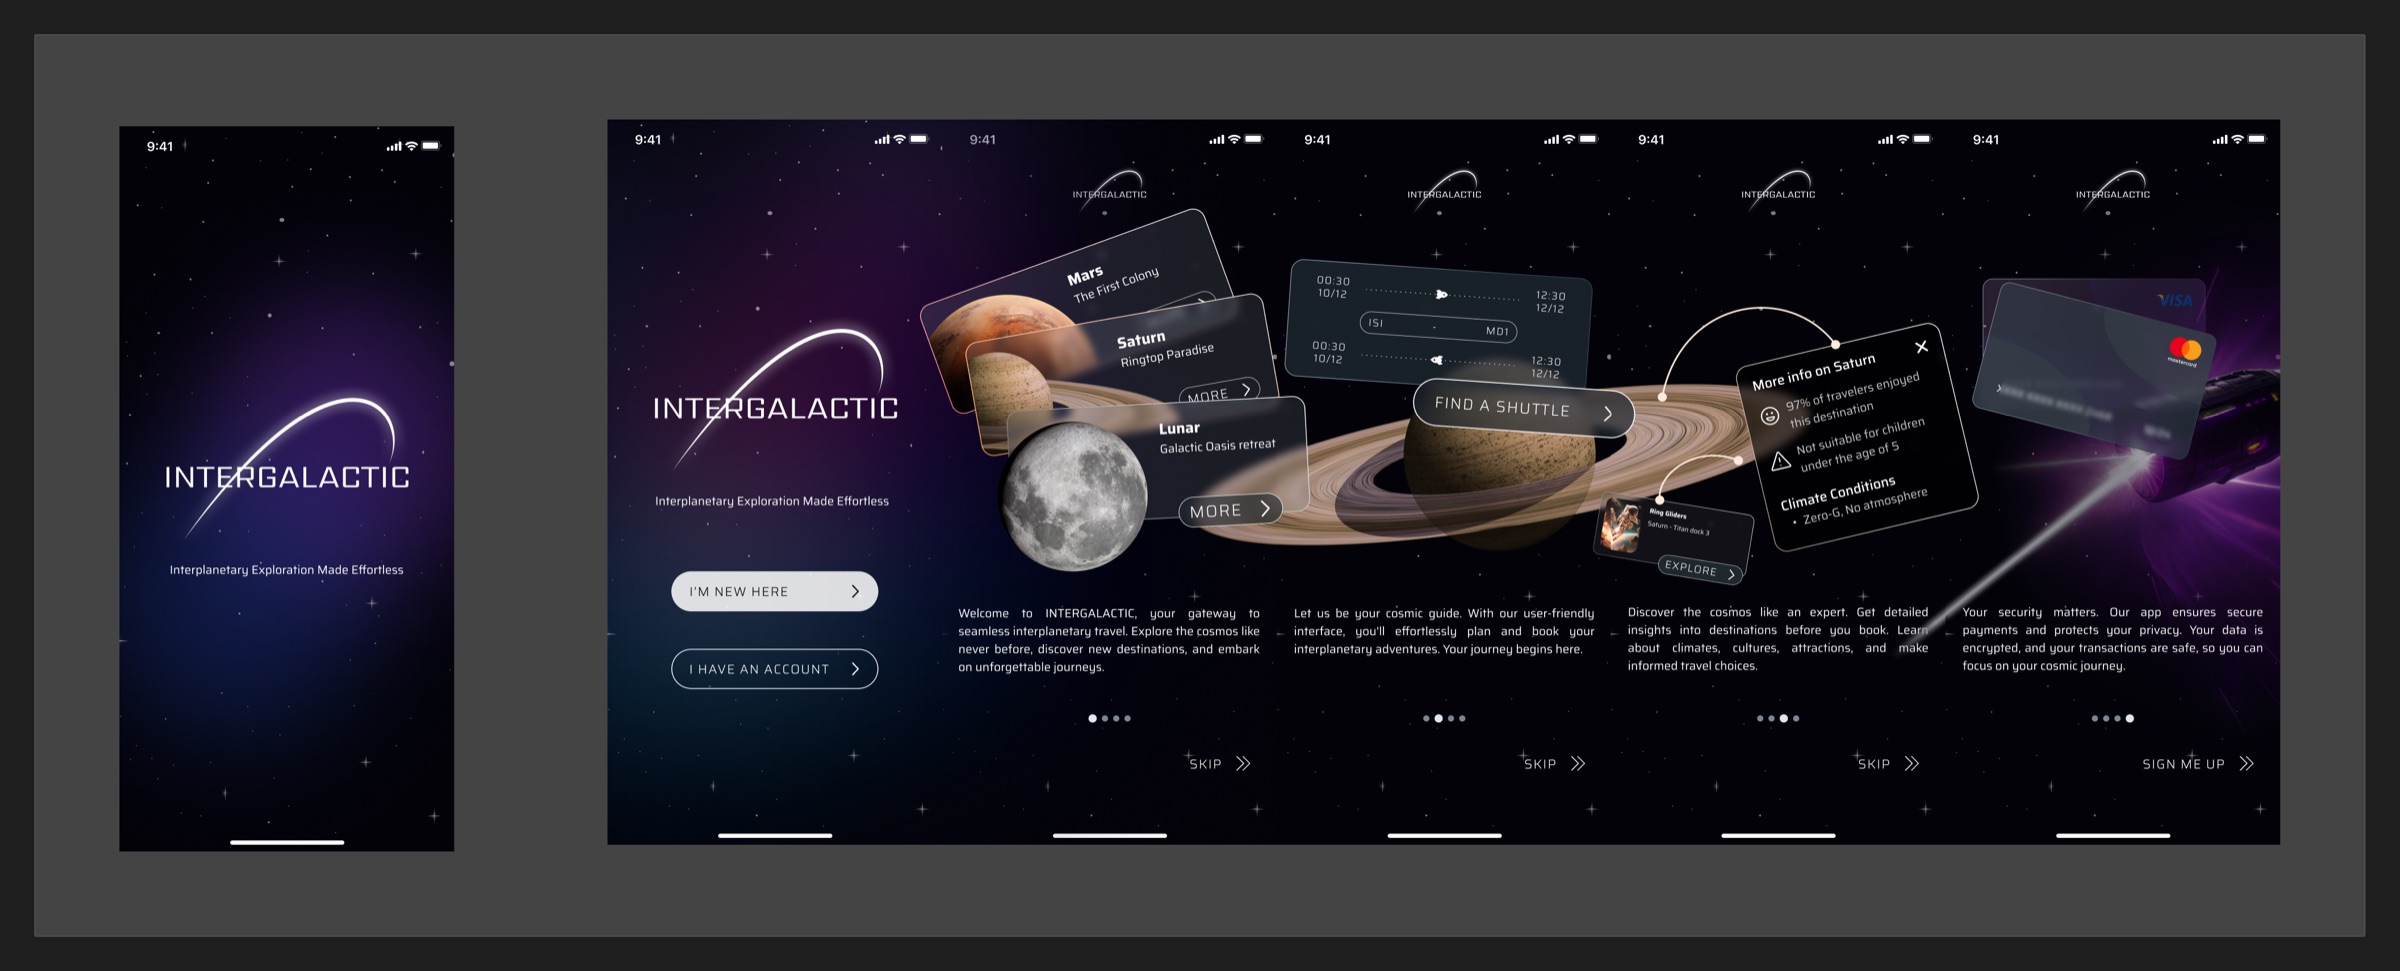 9:41
INTERGALACTIC
Interplanetary Exploration Made Effortless
9:41
INTERGALACTIC
Interplanetary Exploration Made Effortless
I'M NEW HERE
I HAVE AN ACCOUNT
9:41
INTERGALACTIC
Mars
The First Colony
Saturn
Ringtop Paradise
MORE
Lunar
Galactic Oasis retreat
MORE
Welcome to INTERGALACTIC, your gateway to
seamless interplanetary travel. Explore the cosmos like
never before, discover new destinations, and embark
on unforgettable journeys.
SKIP
9:41
INTERGALACTIC
00:30
10/12
12:30
12/12
ISI - MD1
00:30
10/12
12:30
12/12
FIND A SHUTTLE
Let us be your cosmic guide. With our user-friendly
interface, you'll effortlessly plan and book your
interplanetary adventures. Your journey begins here.
SKIP
9:41
INTERGALACTIC
More info on Saturn
97% of travelers enjoyed
this destination
Not suitable for children
under the age of 5
Climate Conditions
• Zero-G, No atmosphere
Ring Gliders
Saturn - Titan dock 3
EXPLORE
Discover the cosmos like an expert. Get detailed
insights into destinations before you book. Learn
about climates, cultures, attractions, and make
informed travel choices.
SKIP
9:41
INTERGALACTIC
VISA
mastercard
Your security matters. Our app ensures secure
payments and protects your privacy. Your data is
encrypted, and your transactions are safe, so you can
focus on your cosmic journey.
SIGN ME UP